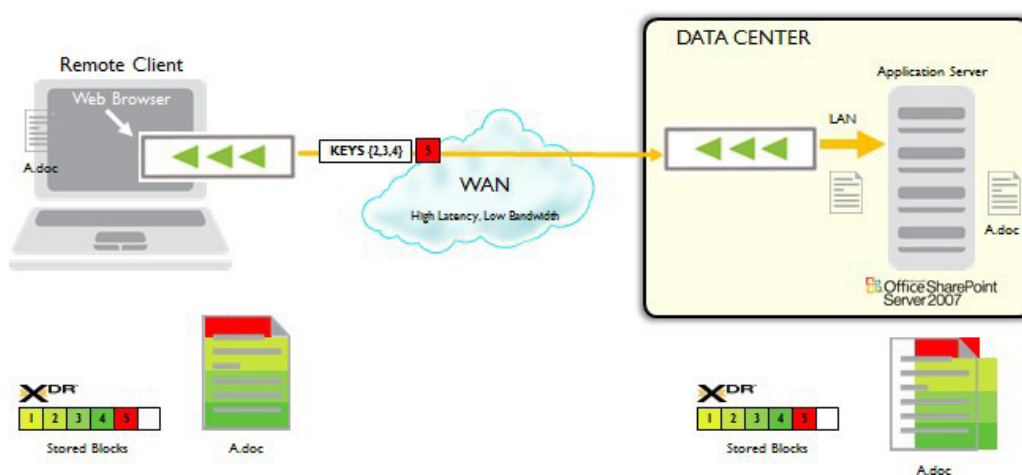 DATA CENTER
Remote Client
Application Server
Web Browser
LAN
KEYS {2,3,4} 5
A.doc
WAN
High Latency, Low Bandwidth
A.doc
Office SharePoint
Server 2007
XDR
1 2 3 4 5
Stored Blocks
A.doc
XDR
1 2 3 4 5
Stored Blocks
A.doc